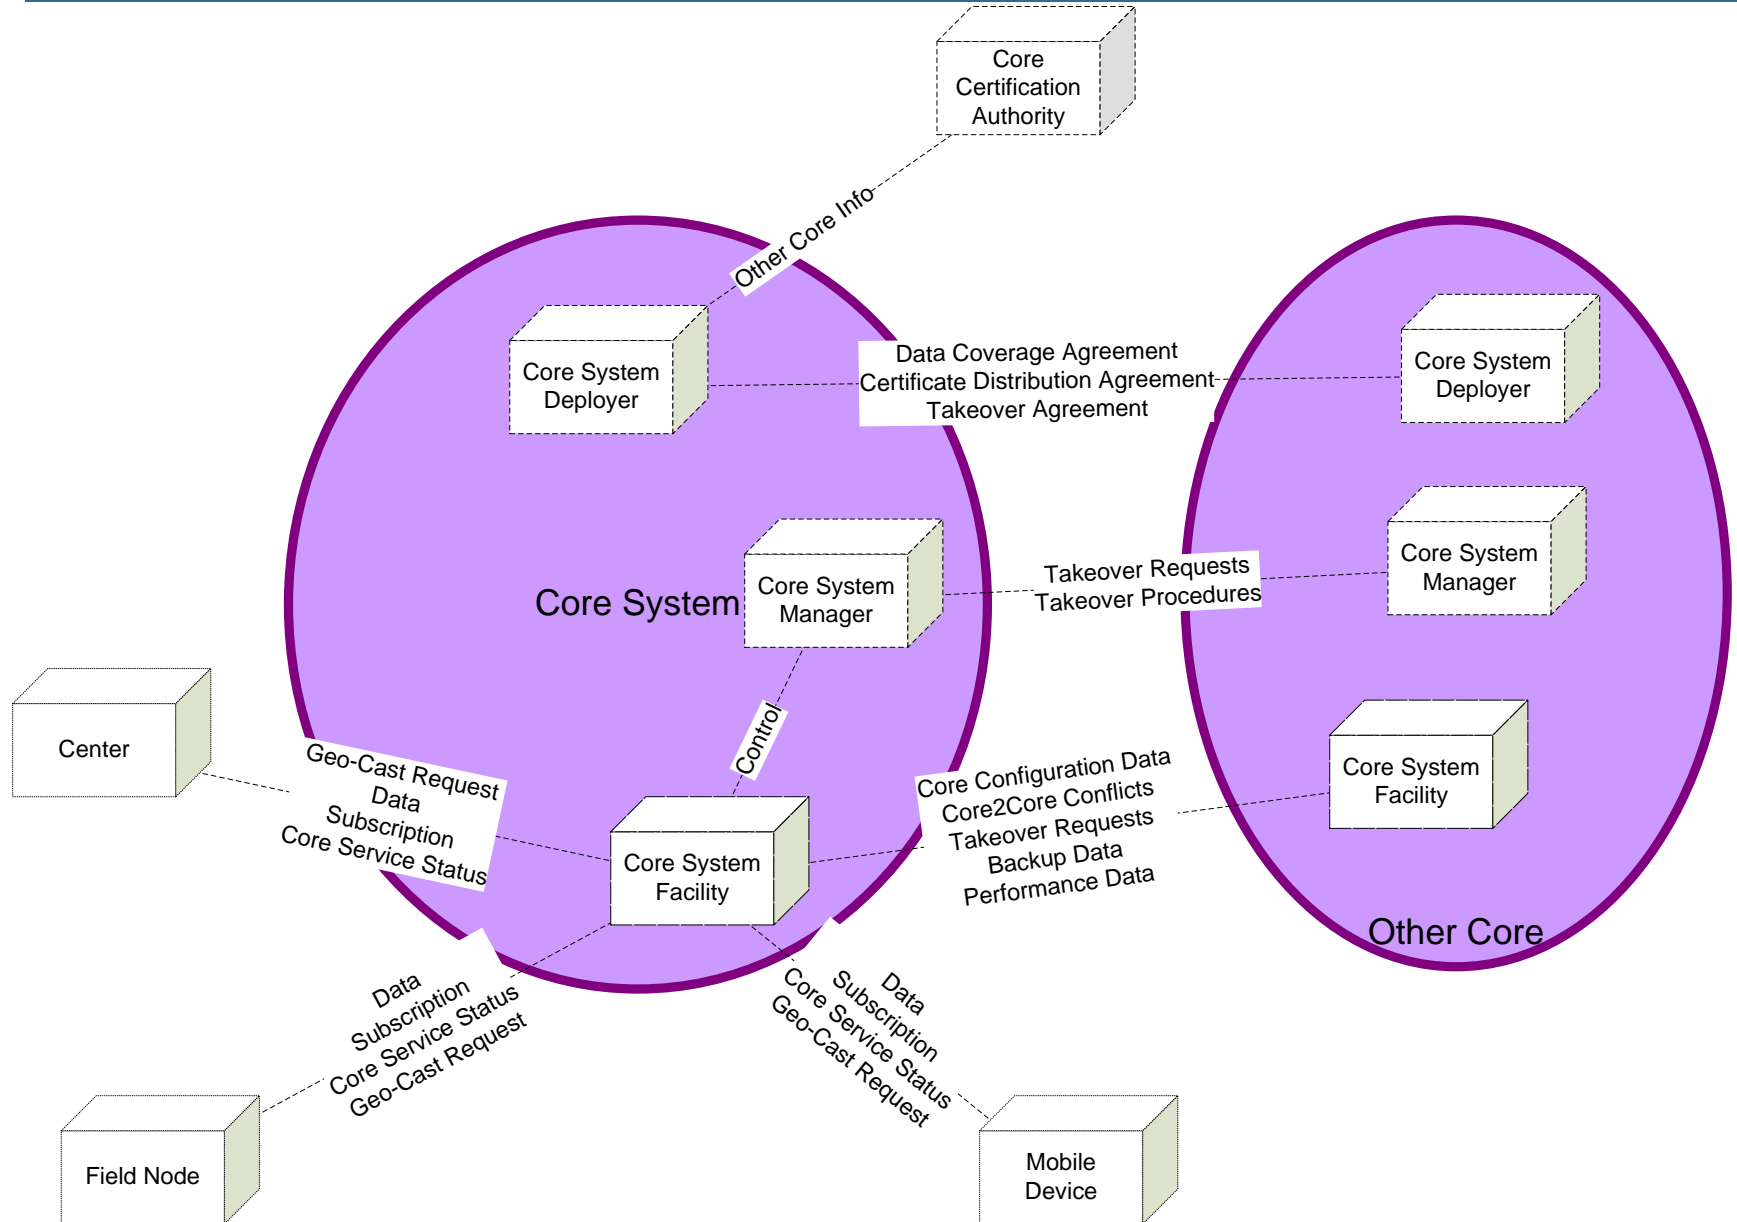 Core
Certification
Authority
Other Core Info
Core System
Deployer
Data Coverage Agreement
Certificate Distribution Agreement
Takeover Agreement
Core System
Deployer
Core System
Core System
Manager
Takeover Requests
Takeover Procedures
Core System
Manager
Control
Center
Geo-Cast Request
Data
Subscription
Core Service Status
Core System
Facility
Core Configuration Data
Core2Core Conflicts
Takeover Requests
Backup Data
Performance Data
Core System
Facility
Other Core
Data
Subscription
Core Service Status
Geo-Cast Request
Data
Subscription
Core Service Status
Geo-Cast Request
Field Node
Mobile
Device